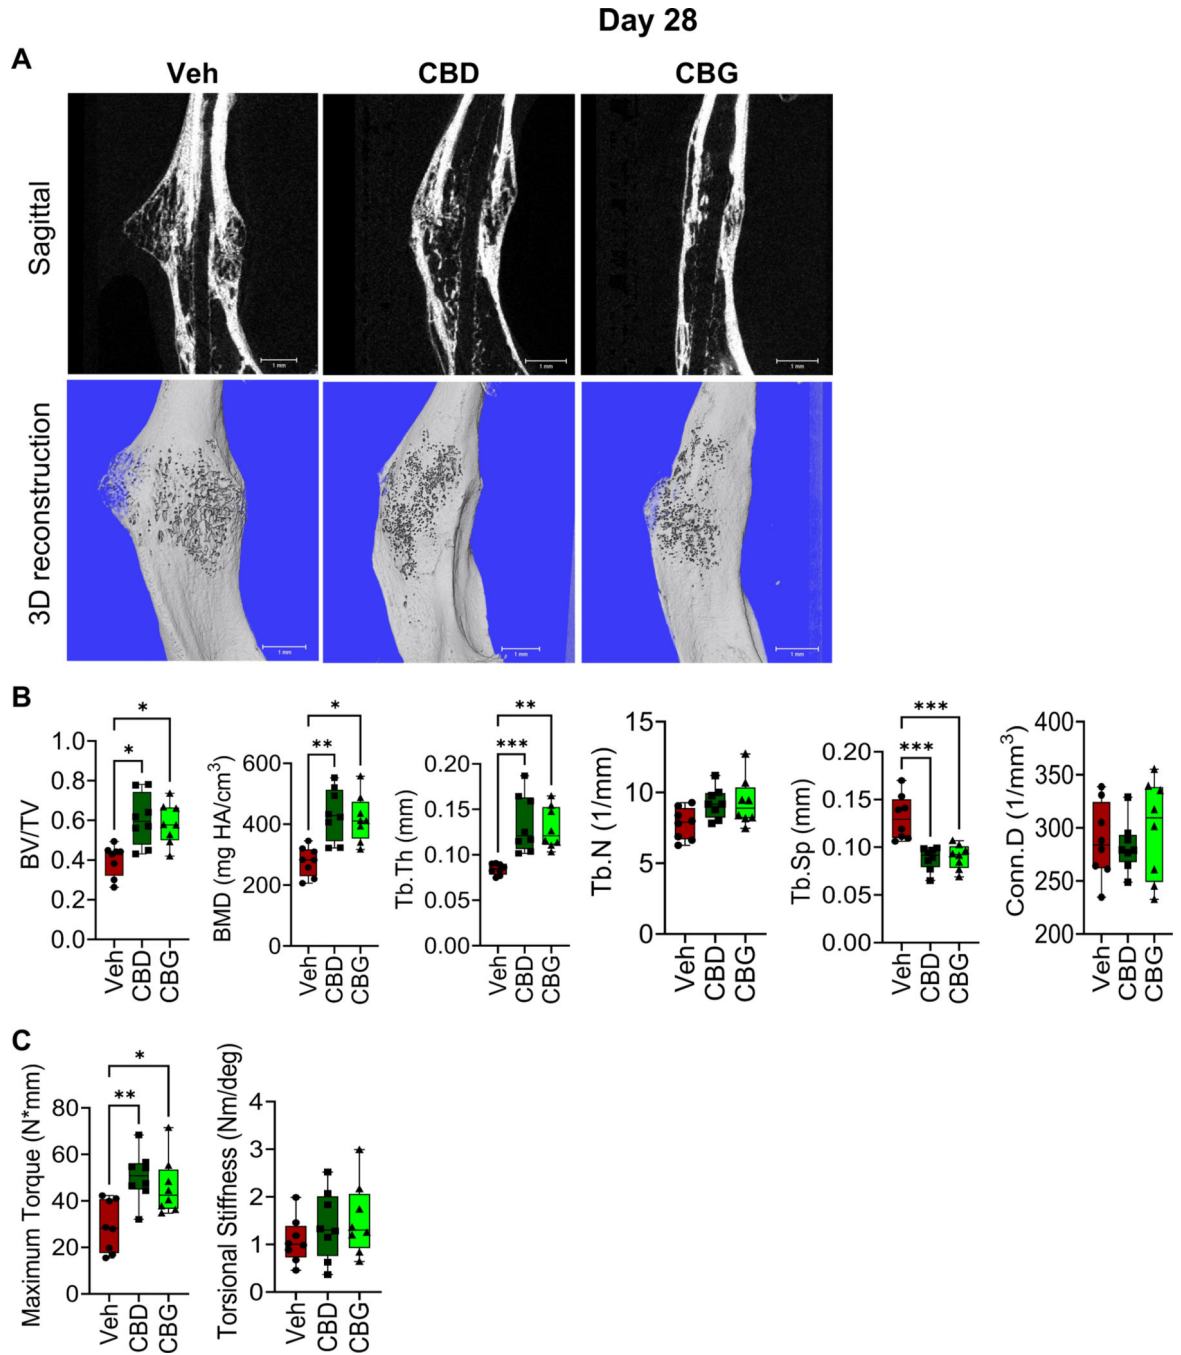 Day 28
A
Veh
CBD
CBG
Sagittal
1 mm
1 mm
1 mm
3D reconstruction
1 mm
1 mm
1 mm
B
BV/TV
1.0
0.8
0.6
0.4
0.2
0.0
*
*
Veh
CBD
CBG
BMD (mg HA/cm³)
600
400
200
0
*
**
Veh
CBD
CBG
Tb.Th (mm)
0.20
0.15
0.10
0.05
0.00
**
***
Veh
CBD
CBG
Tb.N (1/mm)
15
10
5
0
Veh
CBD
CBG
Tb.Sp (mm)
0.20
0.15
0.10
0.05
0.00
***
***
Veh
CBD
CBG
Conn.D (1/mm³)
400
350
300
250
200
Veh
CBD
CBG
C
Maximum Torque (N*mm)
80
60
40
20
0
*
**
Veh
CBD
CBG
Torsional Stiffness (Nm/deg)
4
3
2
1
0
Veh
CBD
CBG